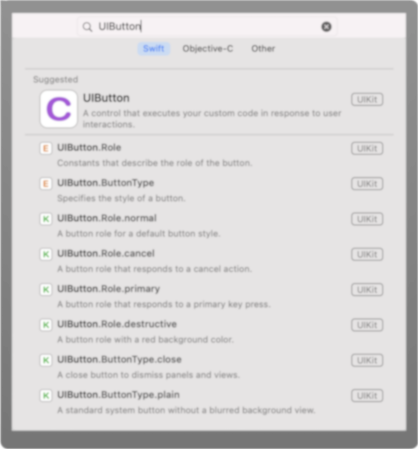 UIButton
Swift Objective-C Other
Suggested
C UIButton UIKit
A control that executes your custom code in response to user
interactions.
E UIButton.Role UIKit
Constants that describe the role of the button.
E UIButton.ButtonType UIKit
Specifies the style of a button.
K UIButton.Role.normal UIKit
A button role for a default button style.
K UIButton.Role.cancel UIKit
A button role that responds to a cancel action.
K UIButton.Role.primary UIKit
A button role that responds to a primary key press.
K UIButton.Role.destructive UIKit
A button role with a red background color.
K UIButton.ButtonType.close UIKit
A close button to dismiss panels and views.
K UIButton.ButtonType.plain UIKit
A standard system button without a blurred background view.